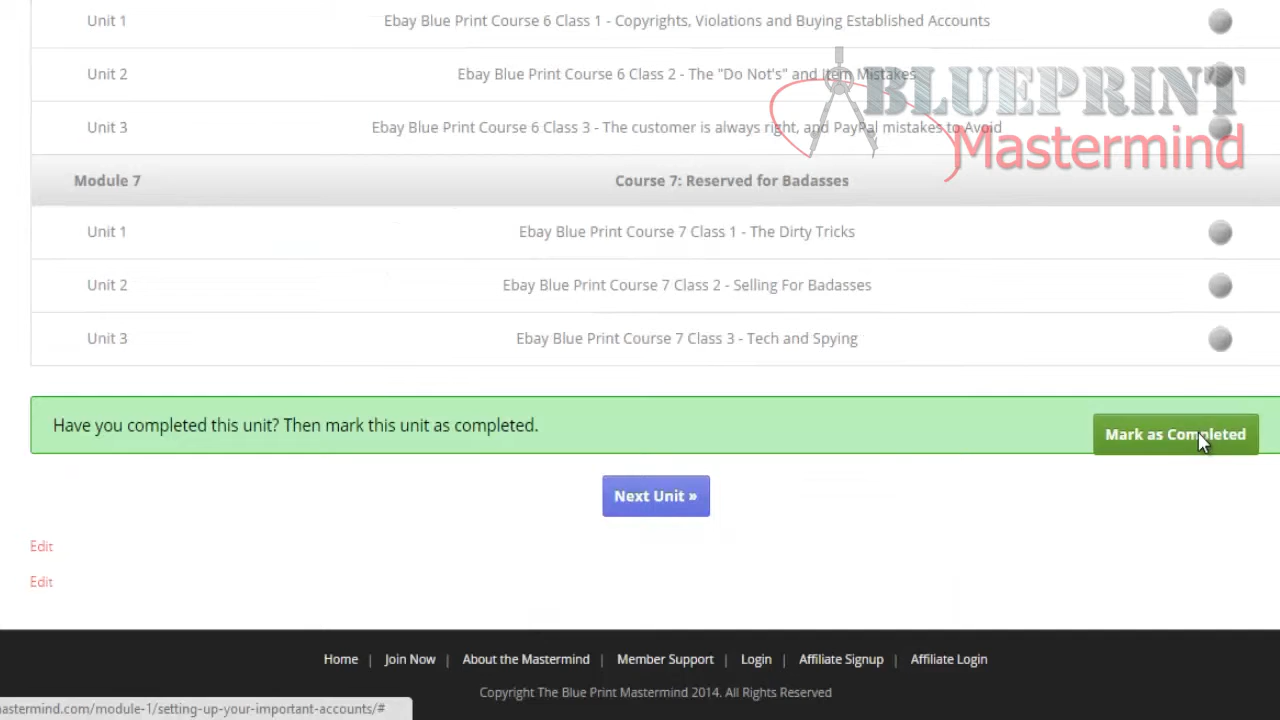 Unit 1 Ebay Blue Print Course 6 Class 1 - Copyrights, Violations and Buying Established Accounts
Unit 2 Ebay Blue Print Course 6 Class 2 - The "Do Not's" and Item Mistakes
BLUEPRINT
Unit 3 Ebay Blue Print Course 6 Class 3 - The customer is always right, and PayPal mistakes to Avoid
Mastermind
Module 7 Course 7: Reserved for Badasses
Unit 1 Ebay Blue Print Course 7 Class 1 - The Dirty Tricks
Unit 2 Ebay Blue Print Course 7 Class 2 - Selling For Badasses
Unit 3 Ebay Blue Print Course 7 Class 3 - Tech and Spying
Have you completed this unit? Then mark this unit as completed. Mark as Completed
Next Unit »
Edit
Edit
Home | Join Now | About the Mastermind | Member Support | Login | Affiliate Signup | Affiliate Login
Copyright The Blue Print Mastermind 2014. All Rights Reserved
mastermind.com/module-1/setting-up-your-important-accounts/#